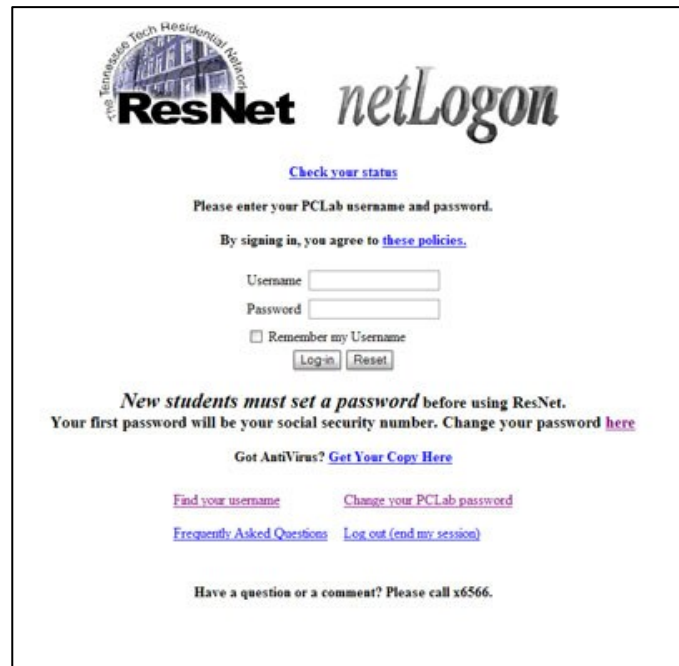 The Tennessee Tech Residential Network
ResNet
netLogon
Check your status
Please enter your PCLab username and password.
By signing in, you agree to these policies.
Username
Password
Remember my Username
Log-in Reset
New students must set a password before using ResNet.
Your first password will be your social security number. Change your password here
Got AntiVirus? Get Your Copy Here
Find your username Change your PCLab password
Frequently Asked Questions Log out (end my session)
Have a question or a comment? Please call x6566.